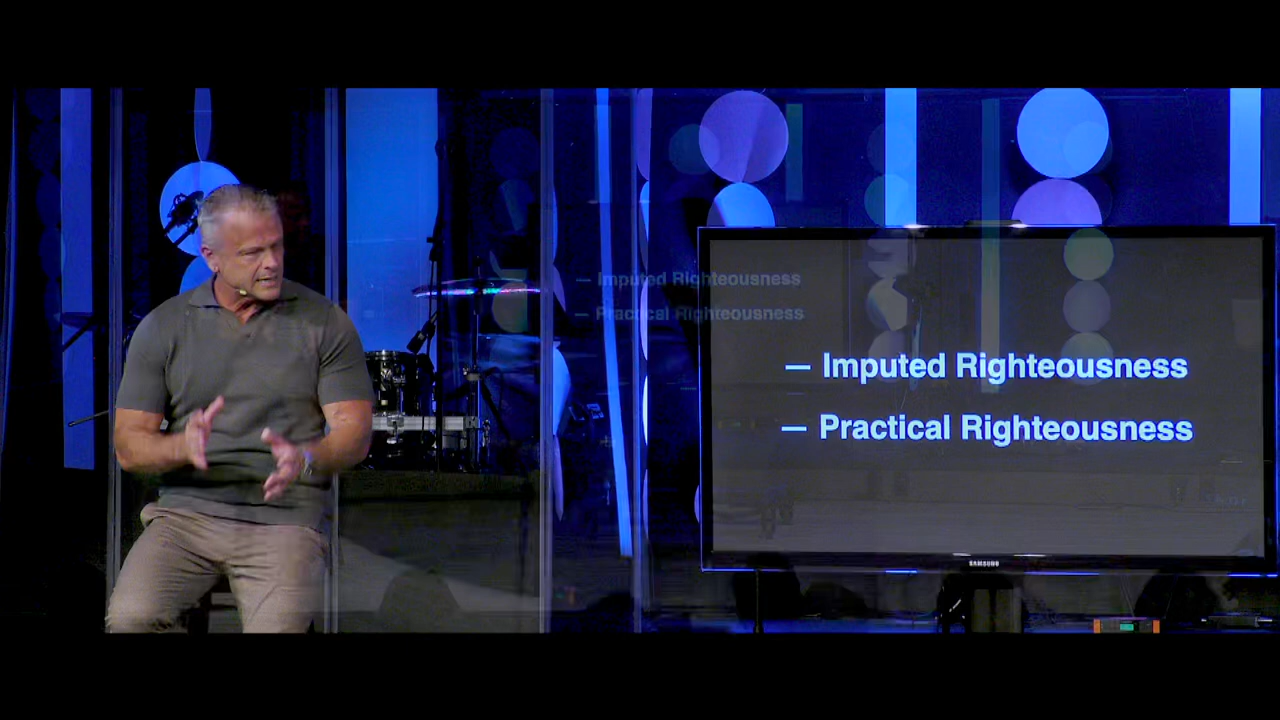 — Imputed Righteousness
— Practical Righteousness
— Imputed Righteousness
— Practical Righteousness
SAMSUNG